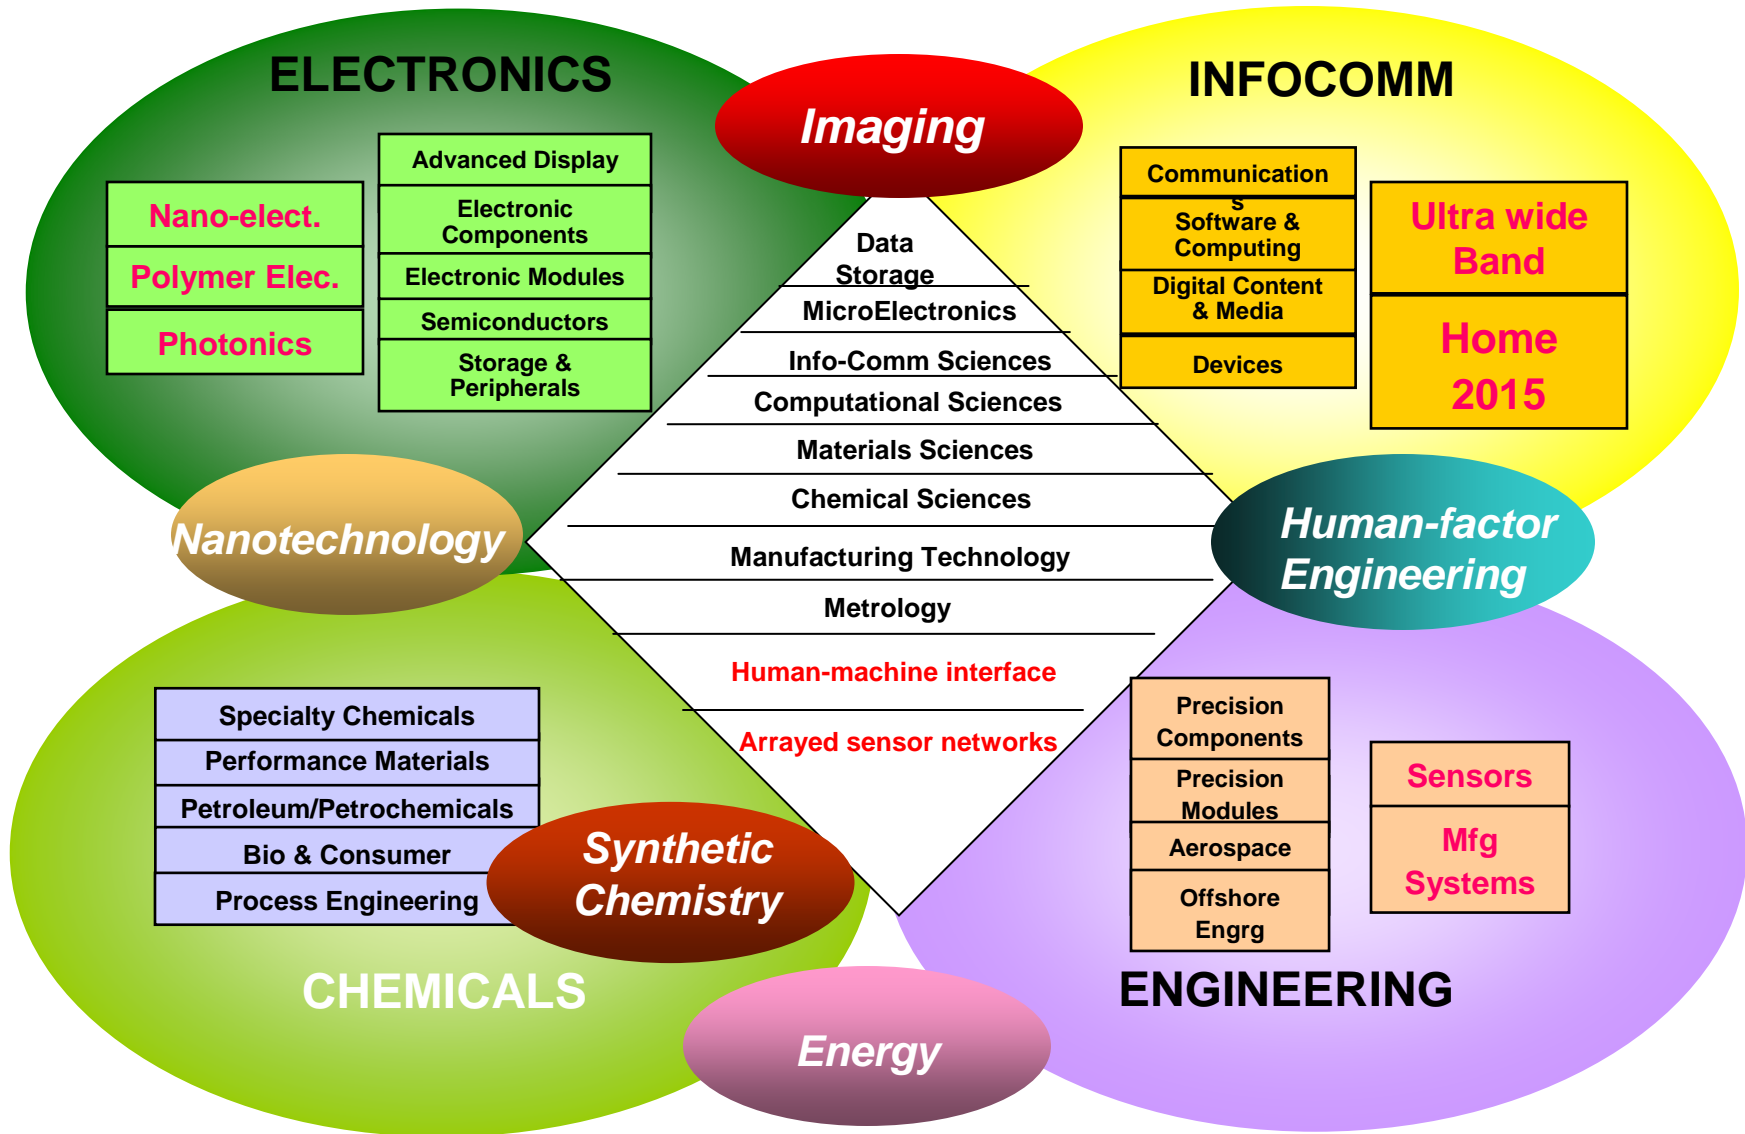 ELECTRONICS
Nano-elect.
Polymer Elec.
Photonics
Advanced Display
Electronic
Components
Electronic Modules
Semiconductors
Storage &
Peripherals
Imaging
INFOCOMM
Communication
s
Software &
Computing
Digital Content
& Media
Devices
Ultra wide
Band
Home
2015
Data
Storage
MicroElectronics
Info-Comm Sciences
Computational Sciences
Materials Sciences
Chemical Sciences
Manufacturing Technology
Metrology
Human-machine interface
Arrayed sensor networks
Nanotechnology
Human-factor
Engineering
Specialty Chemicals
Performance Materials
Petroleum/Petrochemicals
Bio & Consumer
Process Engineering
CHEMICALS
Synthetic
Chemistry
Energy
Precision
Components
Precision
Modules
Aerospace
Offshore
Engrg
Sensors
Mfg
Systems
ENGINEERING